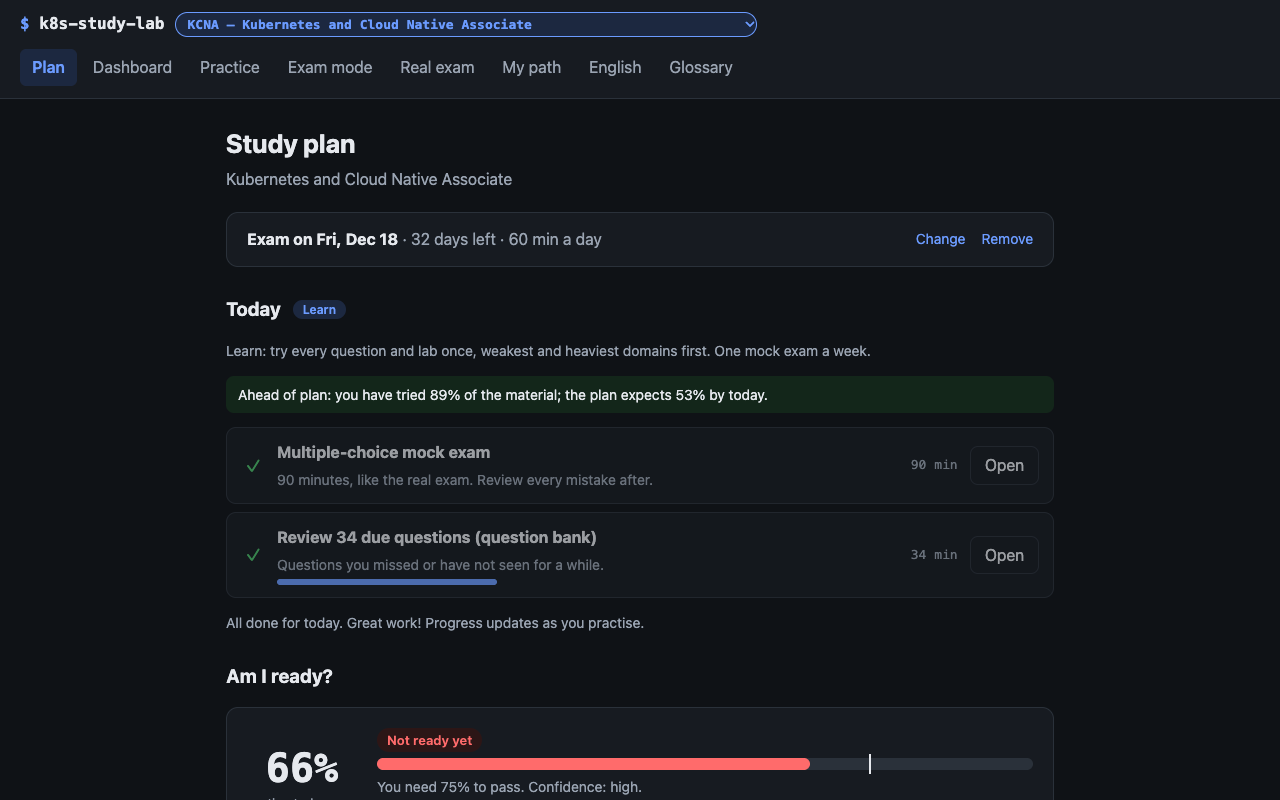 $ k8s-study-lab
KCNA — Kubernetes and Cloud Native Associate
Plan
Dashboard
Practice
Exam mode
Real exam
My path
English
Glossary
Study plan
Kubernetes and Cloud Native Associate
Exam on Fri, Dec 18 · 32 days left · 60 min a day
Change
Remove
Today
Learn
Learn: try every question and lab once, weakest and heaviest domains first. One mock exam a week.
Ahead of plan: you have tried 89% of the material; the plan expects 53% by today.
Multiple-choice mock exam
90 minutes, like the real exam. Review every mistake after.
90 min
Open
Review 34 due questions (question bank)
Questions you missed or have not seen for a while.
34 min
Open
All done for today. Great work! Progress updates as you practise.
Am I ready?
Not ready yet
66%
You need 75% to pass. Confidence: high.